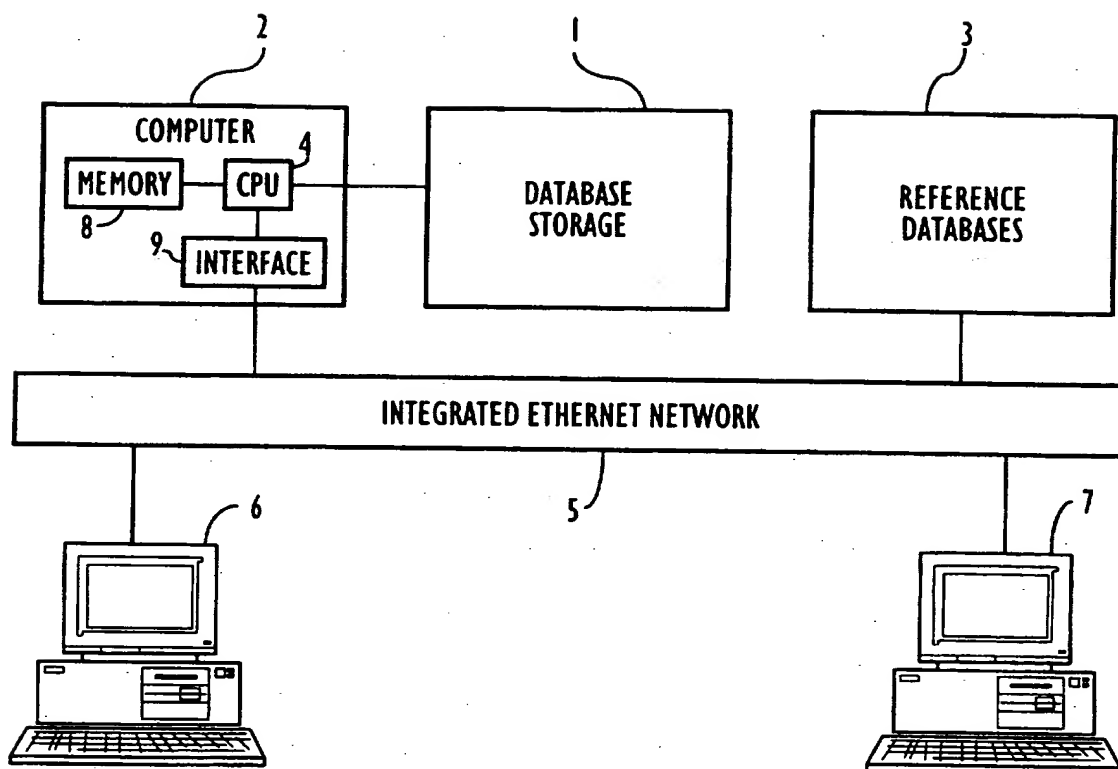 2
1
3
COMPUTER
4
MEMORY
CPU
8
9
INTERFACE
DATABASE
STORAGE
REFERENCE
DATABASES
INTEGRATED ETHERNET NETWORK
6
5
7